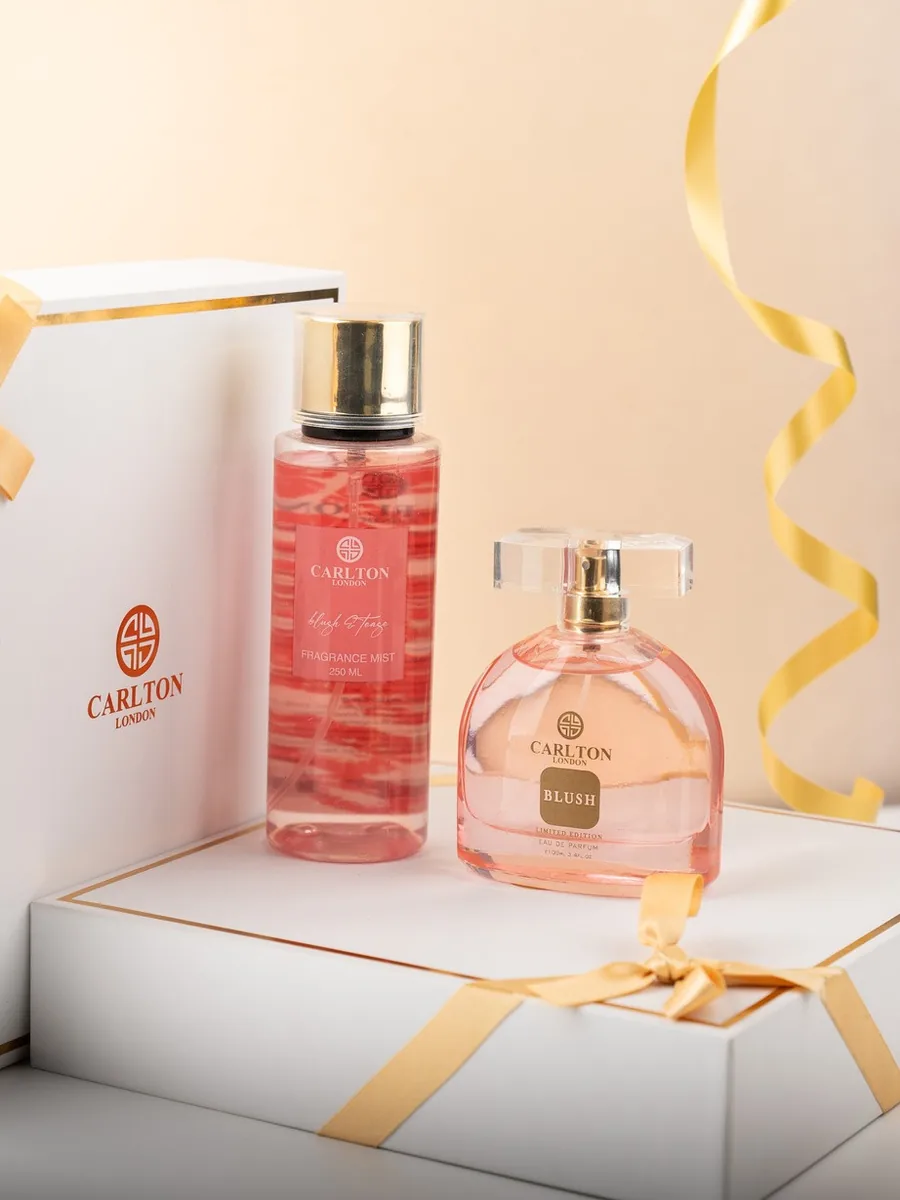 CARLTON
LONDON
CARLTON
LONDON
blush & tease
FRAGRANCE MIST
250 ML
CARLTON
LONDON
BLUSH
LIMITED EDITION
EAU DE PARFUM